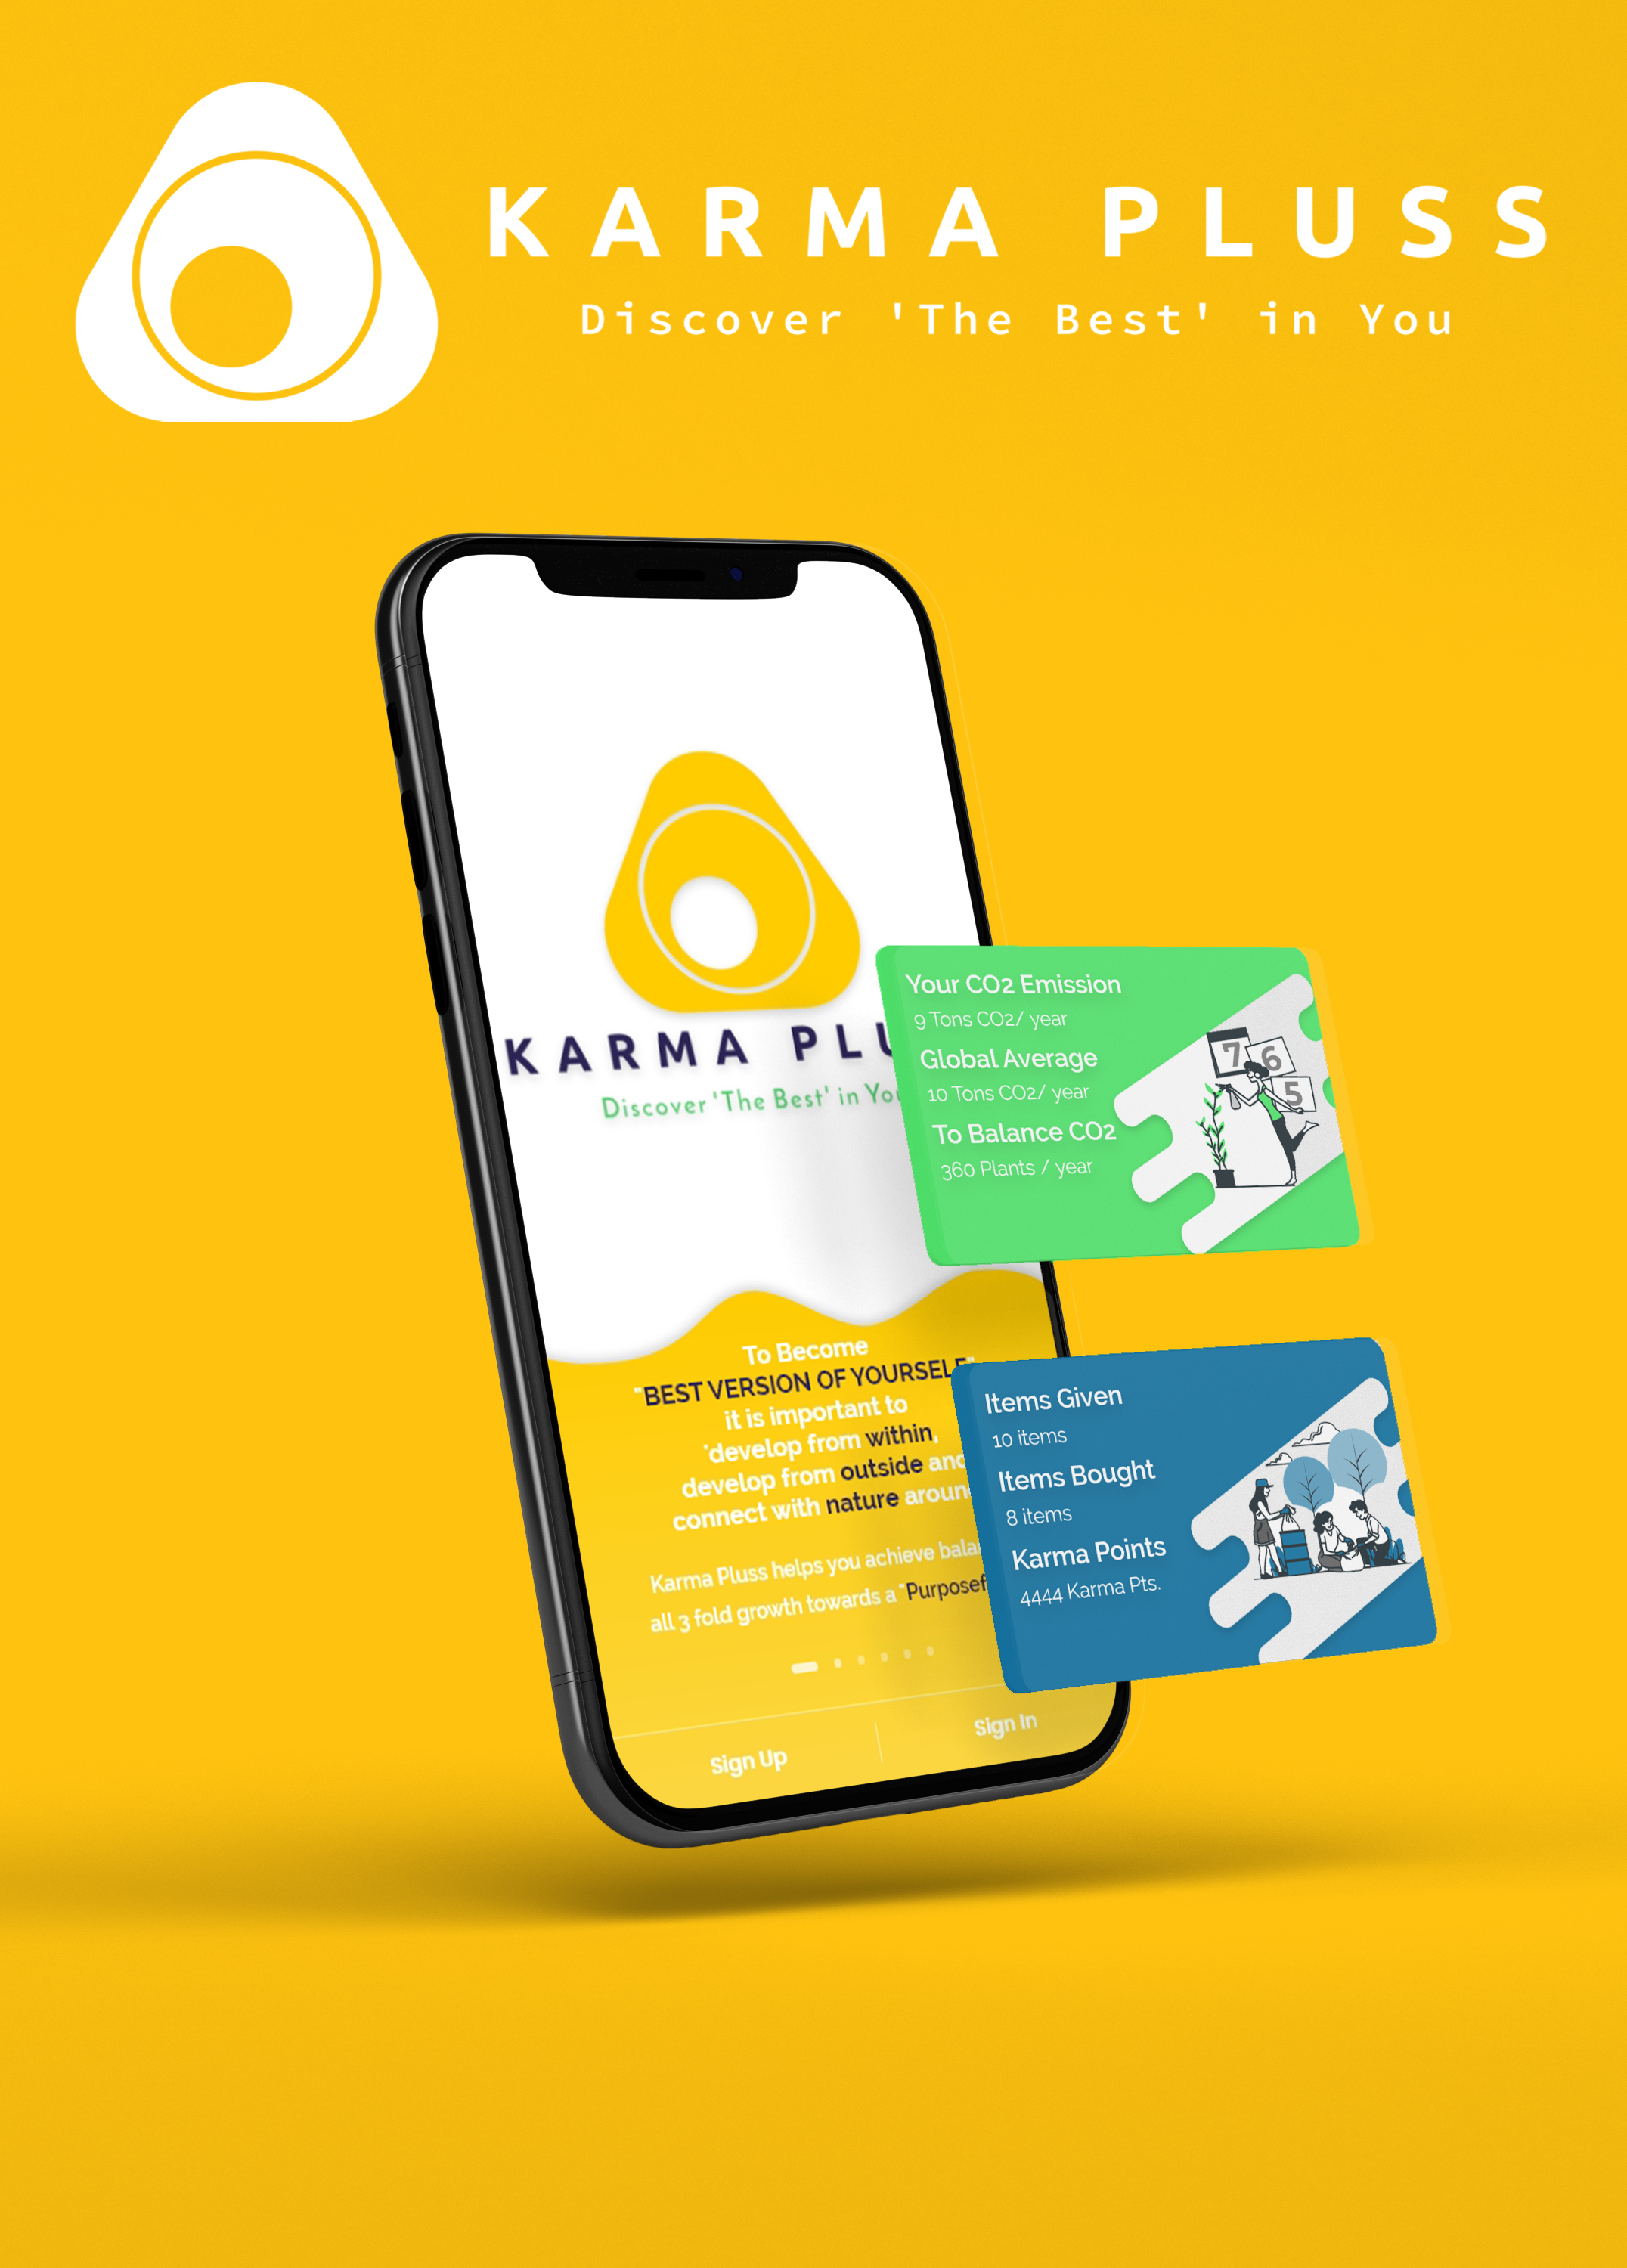 KARMA PLUSS
Discover 'The Best' in You
KARMA
Discover 'The Best' in
Your CO2 Emission
9 Tons CO2/ year
Global Average
10 Tons CO2/ year
To Balance CO2
360 Plants / year
7
6
5
To Become
"BEST VERSION OF YOURSELF"
it is important to
'develop from within,
develop from outside and
connect with nature
Karma Pluss helps you achieve
all 3 fold growth towards a "
Items Given
10 items
Items Bought
8 items
Karma Points
4444 Karma Pts.
Sign Up
Sign In